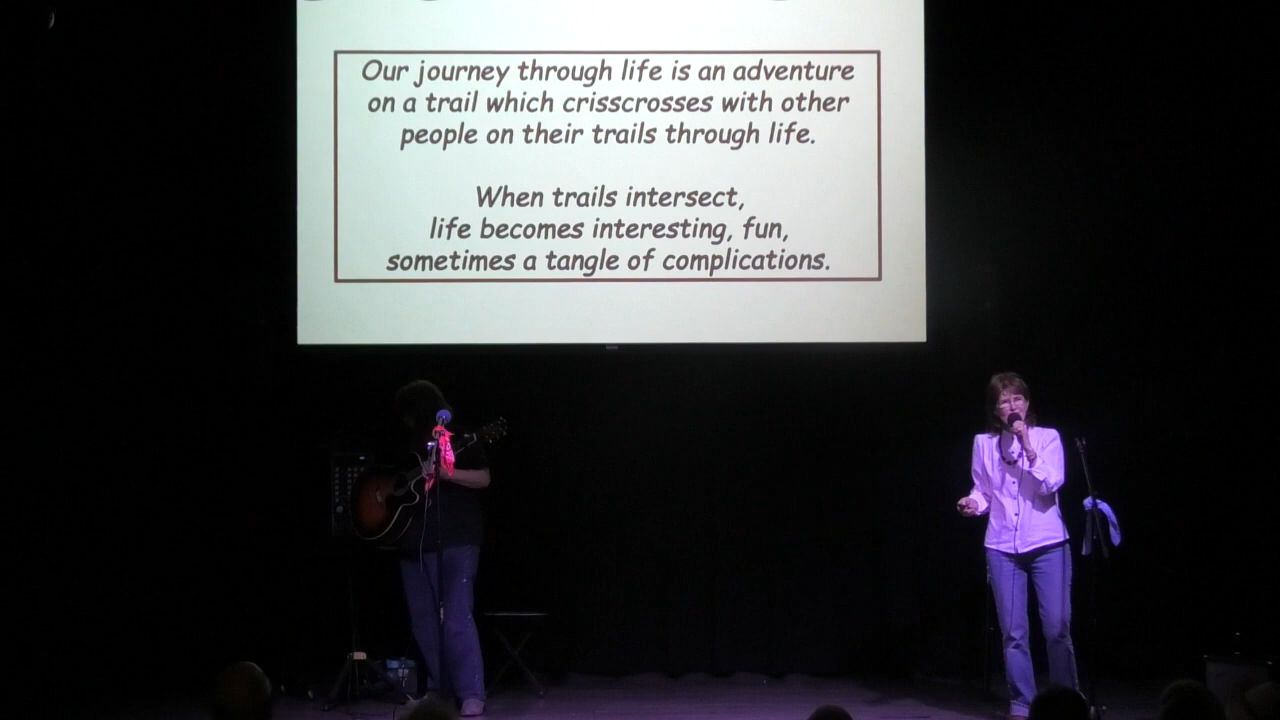 Our journey through life is an adventure
on a trail which crisscrosses with other
people on their trails through life.
When trails intersect,
life becomes interesting, fun,
sometimes a tangle of complications.